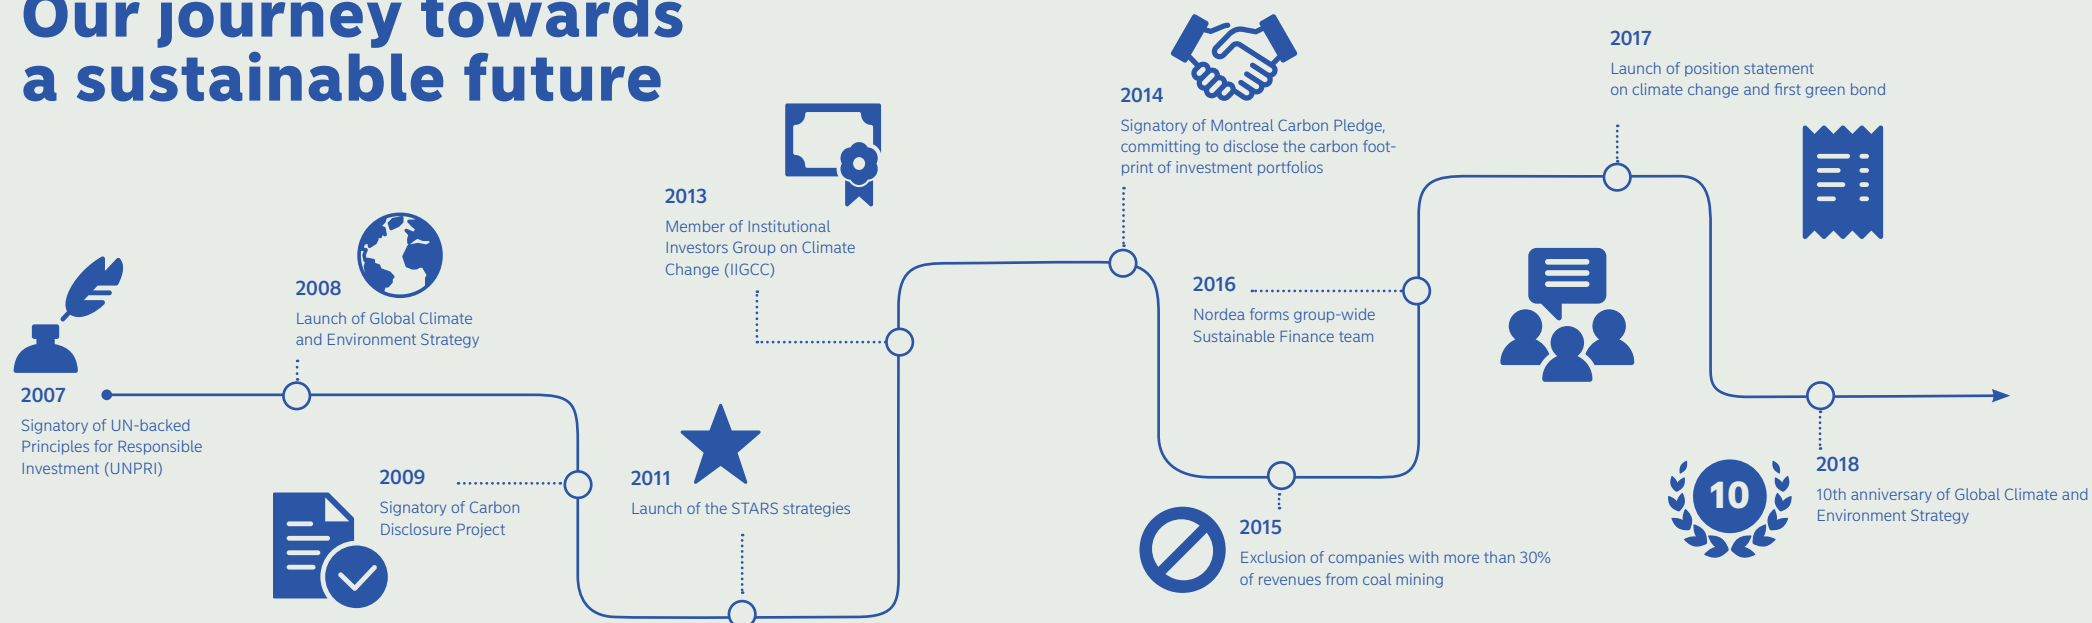 Our journey towards
a sustainable future
2007
Signatory of UN-backed
Principles for Responsible
Investment (UNPRI)
2008
Launch of Global Climate
and Environment Strategy
2009
Signatory of Carbon
Disclosure Project
2011
Launch of the STARS strategies
2013
Member of Institutional
Investors Group on Climate
Change (IIGCC)
2014
Signatory of Montreal Carbon Pledge,
committing to disclose the carbon foot-
print of investment portfolios
2015
Exclusion of companies with more than 30%
of revenues from coal mining
2016
Nordea forms group-wide
Sustainable Finance team
2017
Launch of position statement
on climate change and first green bond
10
2018
10th anniversary of Global Climate and
Environment Strategy